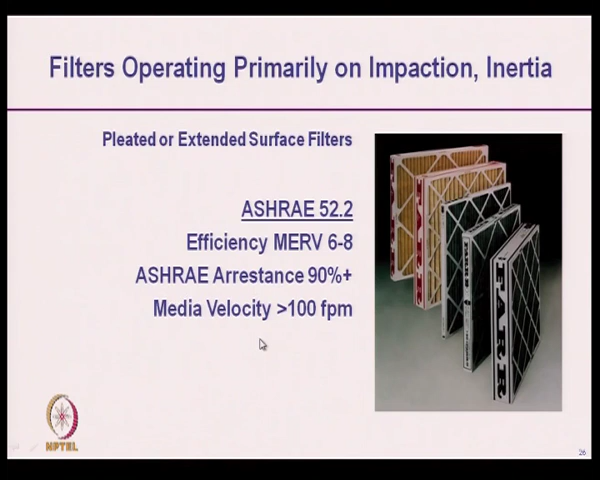 Filters Operating Primarily on Impaction, Inertia
Pleated or Extended Surface Filters
ASHRAE 52.2
Efficiency MERV 6-8
ASHRAE Arrestance 90%+
Media Velocity >100 fpm
FARR
NPTEL
26